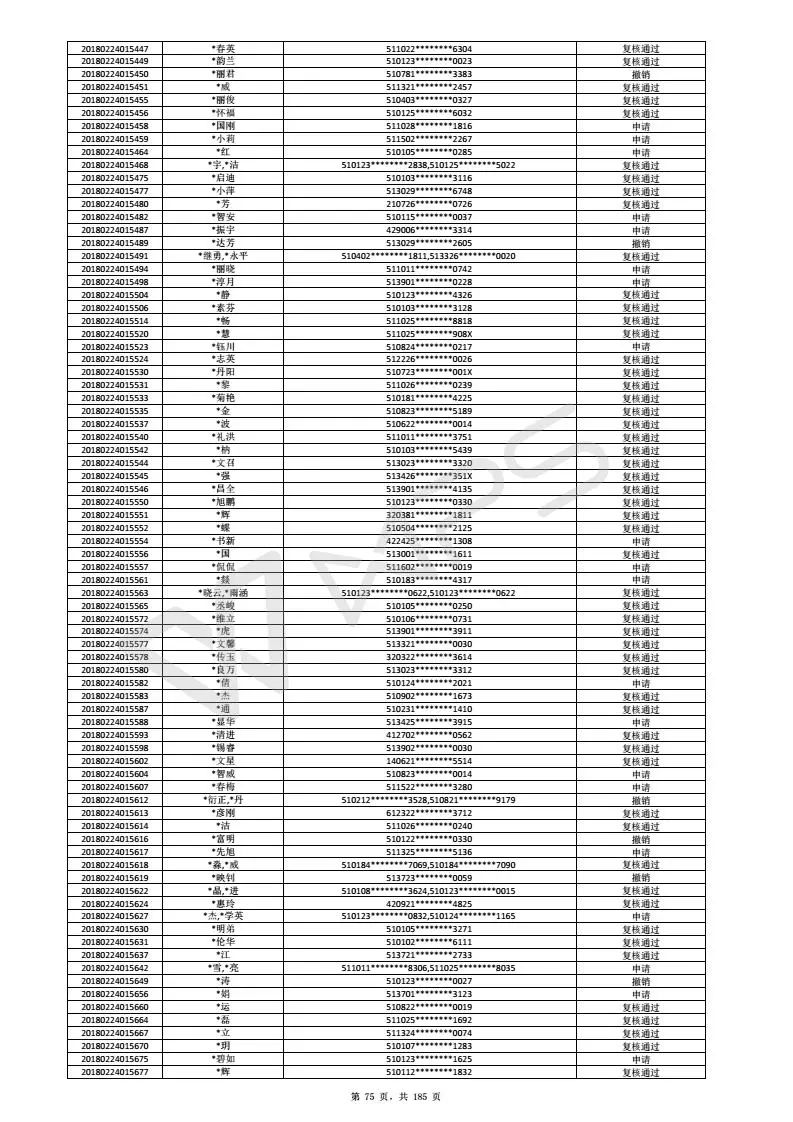 20180224015447 *春英 511022********6304 复核通过
20180224015449 *韵兰 510123********0023 复核通过
20180224015450 *丽君 510781********3383 撤销
20180224015451 *威 511321********2457 复核通过
20180224015455 *丽俊 510403********0327 复核通过
20180224015456 *怀福 510125********6032 复核通过
20180224015458 *国刚 511028********1816 申请
20180224015459 *小莉 511502********2267 申请
20180224015464 *红 510105********0285 申请
20180224015468 *宇,*洁 510123********2838,510125********5022 复核通过
20180224015475 *启迪 510103********3116 复核通过
20180224015477 *小萍 513029********6748 复核通过
20180224015480 *芳 210726********0726 复核通过
20180224015482 *智安 510115********0037 申请
20180224015487 *振宇 429006********3314 申请
20180224015489 *达芳 513029********2605 撤销
20180224015491 *继勇,*永平 510402********1811,513326********0020 复核通过
20180224015494 *丽晓 511011********0742 申请
20180224015498 *淳月 513901********0228 申请
20180224015504 *静 510123********4326 复核通过
20180224015506 *素芬 510103********3128 复核通过
20180224015514 *畅 511025********8818 复核通过
20180224015520 *慧 511025********908X 复核通过
20180224015523 *钰川 510824********0217 申请
20180224015524 *志英 512226********0026 复核通过
20180224015530 *丹阳 510723********001X 复核通过
20180224015531 *黎 511026********0239 复核通过
20180224015533 *菊艳 510181********4225 复核通过
20180224015535 *金 510823********5189 复核通过
20180224015537 *波 510622********0014 复核通过
20180224015540 *礼洪 511011********3751 复核通过
20180224015542 *枘 510103********5439 复核通过
20180224015544 *文召 513023********3320 复核通过
20180224015545 *强 513426********351X 复核通过
20180224015546 *昌全 513901********4135 复核通过
20180224015550 *旭鹏 510123********0330 复核通过
20180224015551 *辉 320381********1811 复核通过
20180224015552 *蝶 510504********2125 复核通过
20180224015554 *书新 422425********1308 申请
20180224015556 *国 513001********1611 复核通过
20180224015557 *侃侃 511602********0019 申请
20180224015561 *燚 510183********4317 申请
20180224015563 *晓云,*雨涵 510123********0622,510123********0622 复核通过
20180224015565 *丞峻 510105********0250 复核通过
20180224015572 *维立 510106********0731 复核通过
20180224015574 *虎 513901********3911 复核通过
20180224015577 *文馨 513321********0030 复核通过
20180224015578 *传玉 320322********3614 复核通过
20180224015580 *良万 513023********3312 复核通过
20180224015582 *倩 510124********2021 申请
20180224015583 *杰 510902********1673 复核通过
20180224015587 *通 510231********1410 复核通过
20180224015588 *显华 513425********3915 申请
20180224015593 *清进 412702********0562 复核通过
20180224015598 *锡睿 513902********0030 复核通过
20180224015602 *文星 140621********5514 复核通过
20180224015604 *智威 510823********0014 申请
20180224015607 *春梅 511522********3280 申请
20180224015612 *衍正,*丹 510212********3528,510821********9179 撤销
20180224015613 *彦刚 612322********3712 复核通过
20180224015614 *洁 511026********0240 复核通过
20180224015616 *富明 510122********0330 撤销
20180224015617 *先旭 511325********5136 申请
20180224015618 *淼,*威 510184********7069,510184********7090 复核通过
20180224015619 *映钊 513723********0059 撤销
20180224015622 *晶,*进 510108********3624,510123********0015 复核通过
20180224015624 *惠玲 420921********4825 复核通过
20180224015627 *杰,*学英 510123********0832,510124********1165 申请
20180224015630 *明弟 510105********3271 复核通过
20180224015631 *伦华 510102********6111 复核通过
20180224015637 *江 513721********2733 复核通过
20180224015642 *雪,*亮 511011********8306,511025********8035 申请
20180224015649 *涛 510123********0027 撤销
20180224015656 *娟 513701********3123 申请
20180224015660 *运 510822********0019 复核通过
20180224015664 *磊 511025********1692 复核通过
20180224015667 *立 511324********0074 复核通过
20180224015670 *玥 510107********1283 复核通过
20180224015675 *碧如 510123********1625 申请
20180224015677 *辉 510112********1832 复核通过
第 75 页，共 185 页